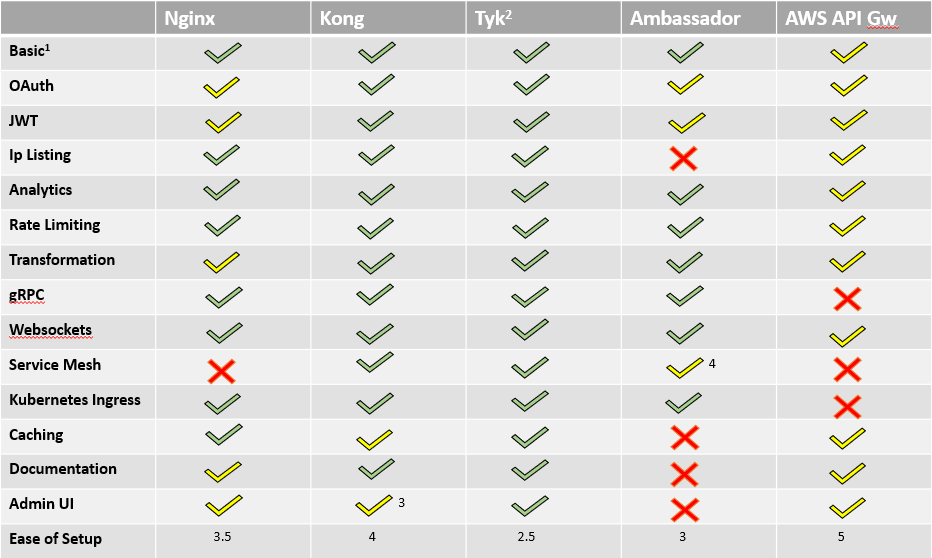 Nginx Kong Tyk² Ambassador AWS API Gw
Basic¹
OAuth
JWT
Ip Listing
Analytics
Rate Limiting
Transformation
gRPC
Websockets
Service Mesh 4
Kubernetes Ingress
Caching
Documentation
Admin UI 3
Ease of Setup 3.5 4 2.5 3 5